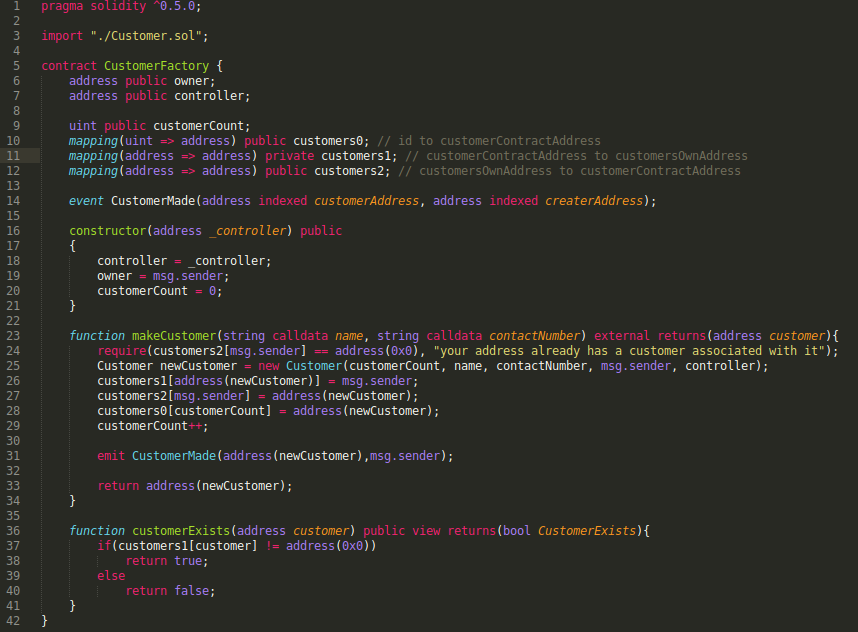 1 pragma solidity ^0.5.0;
2
3 import "./Customer.sol";
4
5 contract CustomerFactory {
6     address public owner;
7     address public controller;
8
9     uint public customerCount;
10     mapping(uint => address) public customers0; // id to customerContractAddress
11     mapping(address => address) private customers1; // customerContractAddress to customersOwnAddress
12     mapping(address => address) public customers2; // customersOwnAddress to customerContractAddress
13
14     event CustomerMade(address indexed customerAddress, address indexed createrAddress);
15
16     constructor(address _controller) public
17     {
18         controller = _controller;
19         owner = msg.sender;
20         customerCount = 0;
21     }
22
23     function makeCustomer(string calldata name, string calldata contactNumber) external returns(address customer){
24         require(customers2[msg.sender] == address(0x0), "your address already has a customer associated with it");
25         Customer newCustomer = new Customer(customerCount, name, contactNumber, msg.sender, controller);
26         customers1[address(newCustomer)] = msg.sender;
27         customers2[msg.sender] = address(newCustomer);
28         customers0[customerCount] = address(newCustomer);
29         customerCount++;
30
31         emit CustomerMade(address(newCustomer),msg.sender);
32
33         return address(newCustomer);
34     }
35
36     function customerExists(address customer) public view returns(bool CustomerExists){
37         if(customers1[customer] != address(0x0))
38             return true;
39         else
40             return false;
41     }
42 }